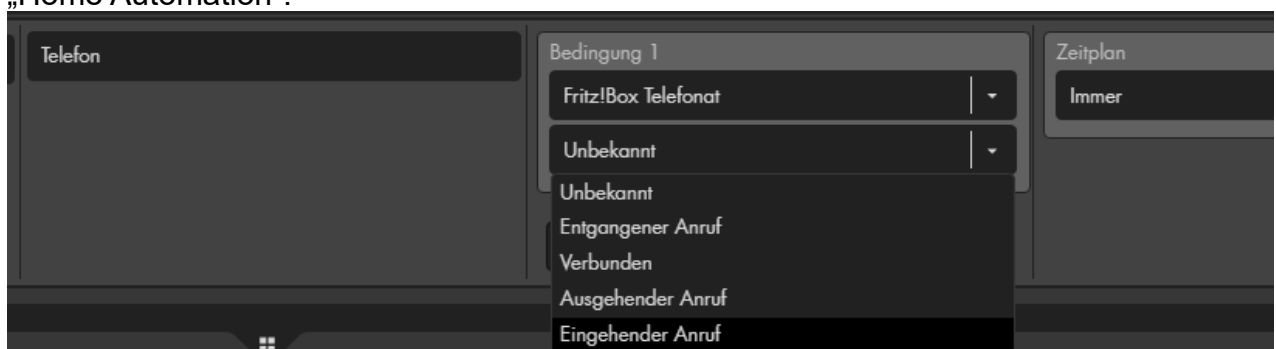 „Home Automation“.
Telefon
Bedingung 1
Fritz!Box Telefonat
Unbekannt
Unbekannt
Entgangener Anruf
Verbunden
Ausgehender Anruf
Eingehender Anruf
Zeitplan
Immer